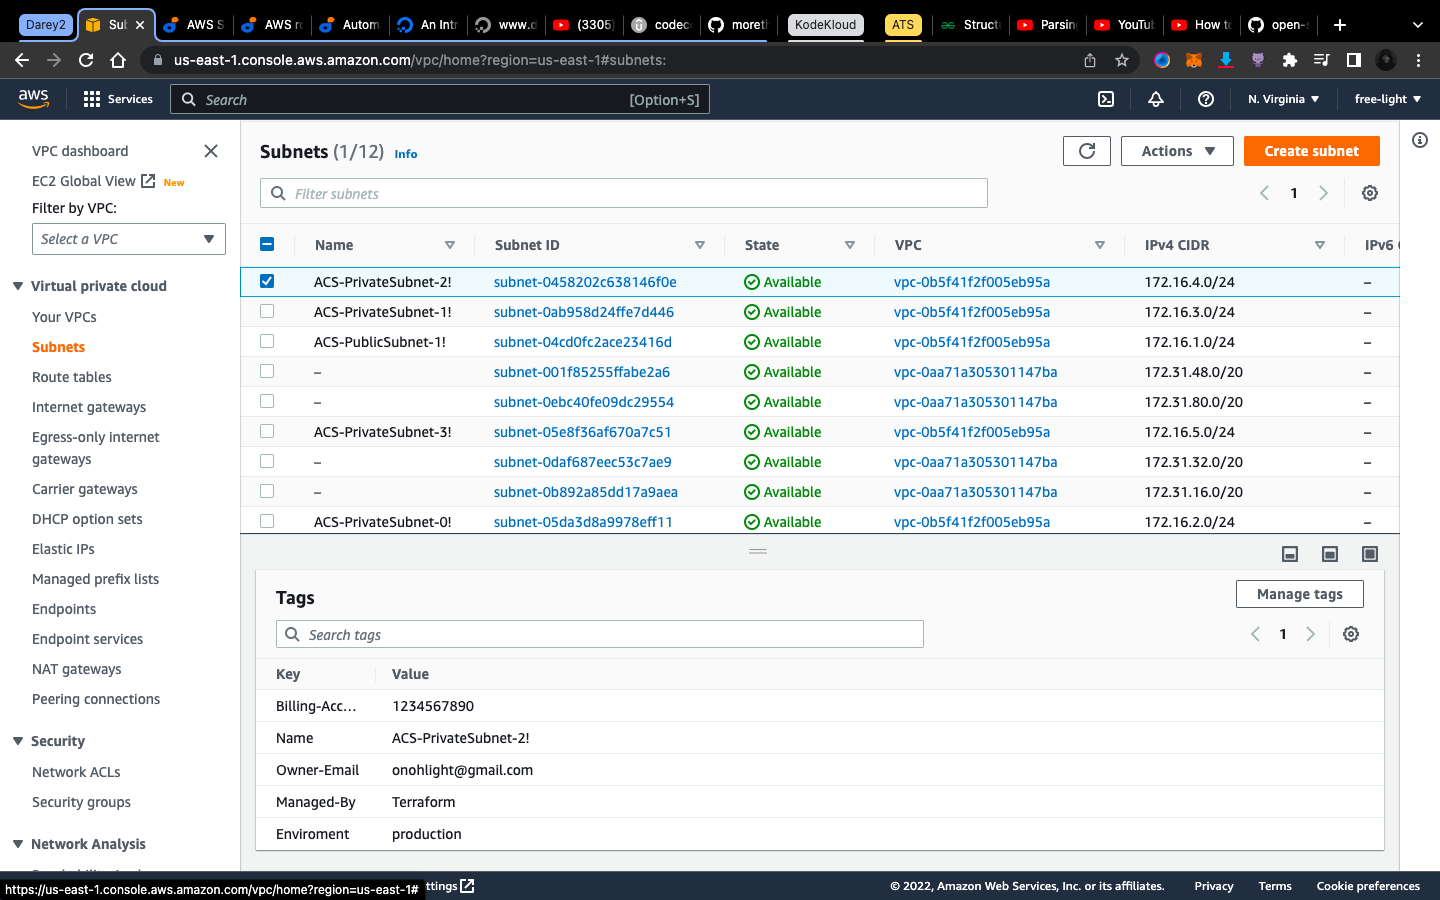 Darey2 Sub AWS S AWS ro Autom An Intr www.d (3305) codecc moreth KodeKloud ATS Struct Parsing YouTub How to open-s
us-east-1.console.aws.amazon.com/vpc/home?region=us-east-1#subnets:
aws Services Search [Option+S] N. Virginia free-light
VPC dashboard
EC2 Global View New
Filter by VPC:
Select a VPC
Virtual private cloud
Your VPCs
Subnets
Route tables
Internet gateways
Egress-only internet
gateways
Carrier gateways
DHCP option sets
Elastic IPs
Managed prefix lists
Endpoints
Endpoint services
NAT gateways
Peering connections
Security
Network ACLs
Security groups
Network Analysis
Subnets (1/12) Info Actions Create subnet
Filter subnets 1
Name Subnet ID State VPC IPv4 CIDR IPv6
ACS-PrivateSubnet-2! subnet-0458202c638146f0e Available vpc-0b5f41f2f005eb95a 172.16.4.0/24 –
ACS-PrivateSubnet-1! subnet-0ab958d24ffe7d446 Available vpc-0b5f41f2f005eb95a 172.16.3.0/24 –
ACS-PublicSubnet-1! subnet-04cd0fc2ace23416d Available vpc-0b5f41f2f005eb95a 172.16.1.0/24 –
– subnet-001f85255ffabe2a6 Available vpc-0aa71a305301147ba 172.31.48.0/20 –
– subnet-0ebc40fe09dc29554 Available vpc-0aa71a305301147ba 172.31.80.0/20 –
ACS-PrivateSubnet-3! subnet-05e8f36af670a7c51 Available vpc-0b5f41f2f005eb95a 172.16.5.0/24 –
– subnet-0daf687eec53c7ae9 Available vpc-0aa71a305301147ba 172.31.32.0/20 –
– subnet-0b892a85dd17a9aea Available vpc-0aa71a305301147ba 172.31.16.0/20 –
ACS-PrivateSubnet-0! subnet-05da3d8a9978eff11 Available vpc-0b5f41f2f005eb95a 172.16.2.0/24 –
Tags Manage tags
Search tags 1
Key Value
Billing-Acc... 1234567890
Name ACS-PrivateSubnet-2!
Owner-Email onohlight@gmail.com
Managed-By Terraform
Enviroment production
https://us-east-1.console.aws.amazon.com/vpc/home?region=us-east-1# ttings © 2022, Amazon Web Services, Inc. or its affiliates. Privacy Terms Cookie preferences